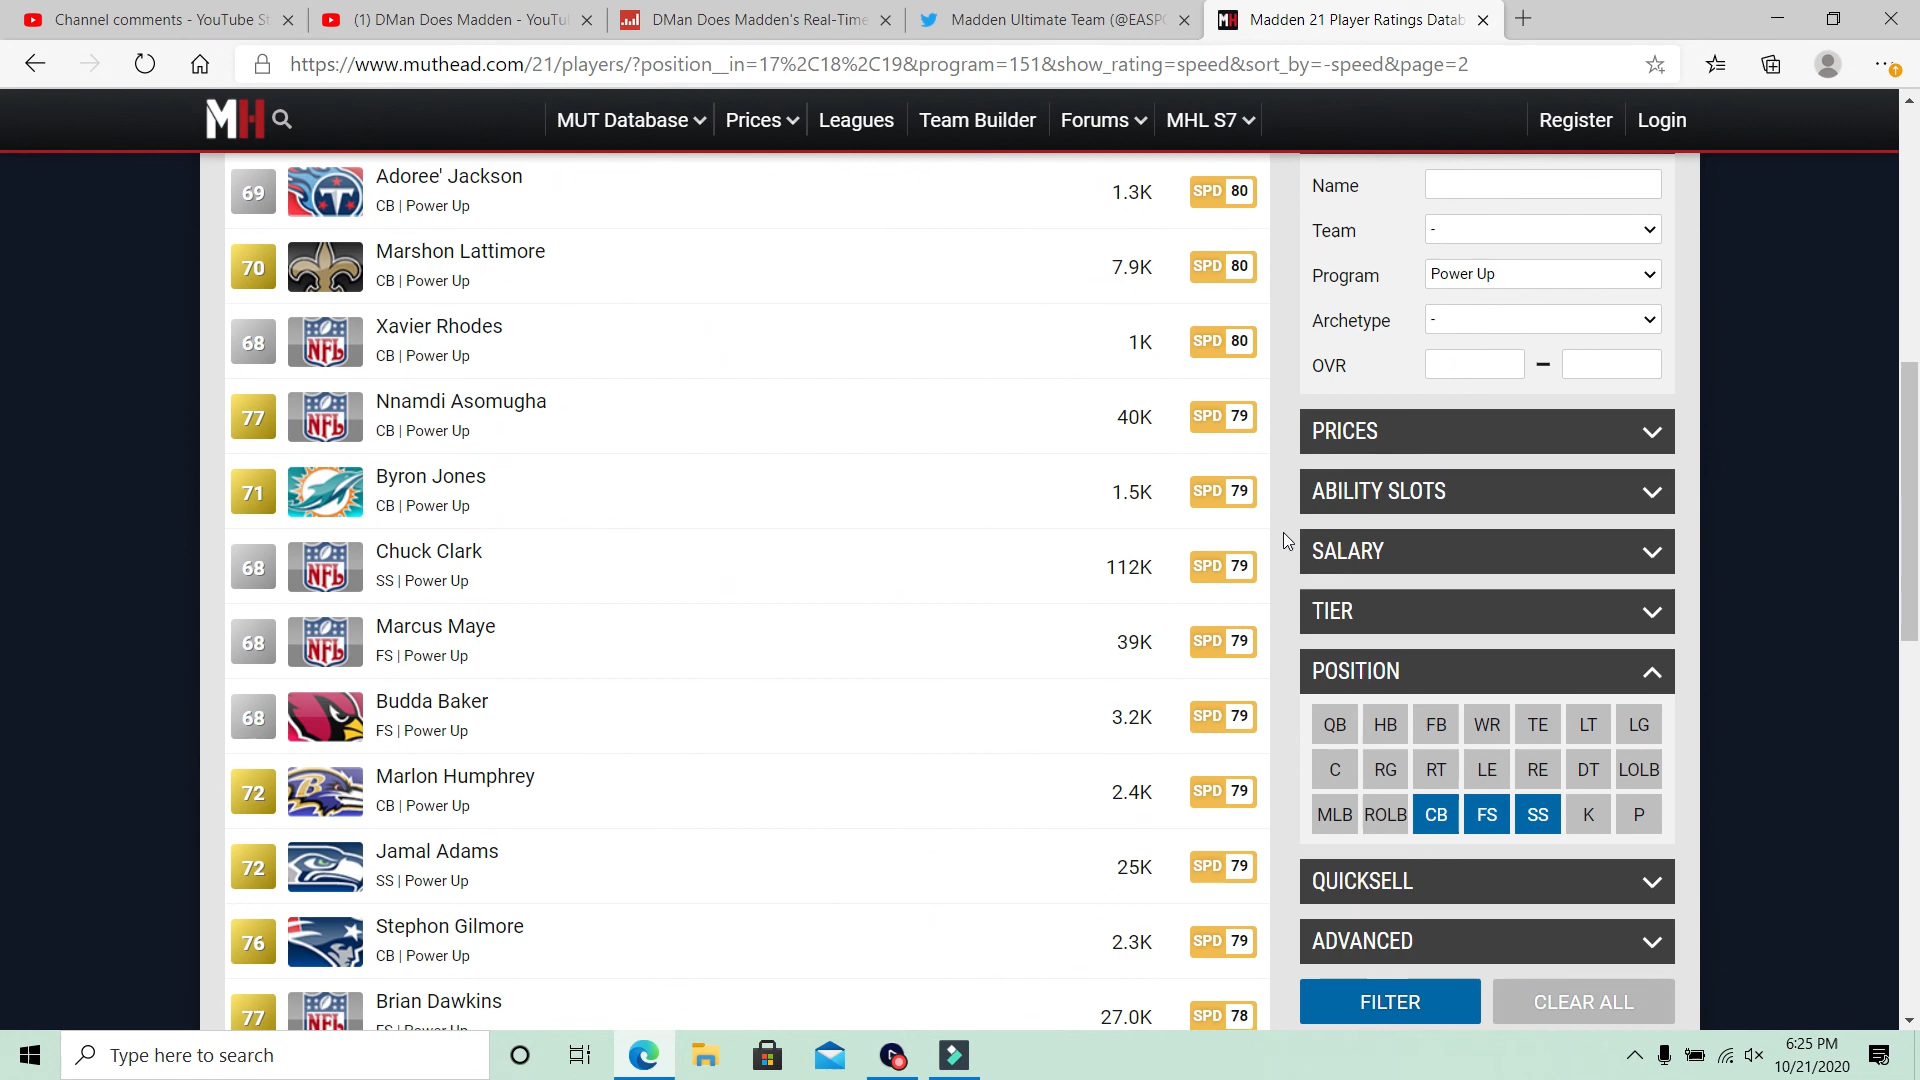 Channel comments - YouTube St
(1) DMan Does Madden - YouTu
DMan Does Madden's Real-Time
Madden Ultimate Team (@EASPO
Madden 21 Player Ratings Datab
https://www.muthead.com/21/players/?position__in=17%2C18%2C19&program=151&show_rating=speed&sort_by=-speed&page=2
MH
MUT Database
Prices
Leagues
Team Builder
Forums
MHL S7
Register
Login
69 Adoree' Jackson 1.3K SPD 80
CB | Power Up
70 Marshon Lattimore 7.9K SPD 80
CB | Power Up
68 NFL Xavier Rhodes 1K SPD 80
CB | Power Up
77 NFL Nnamdi Asomugha 40K SPD 79
CB | Power Up
71 Byron Jones 1.5K SPD 79
CB | Power Up
68 NFL Chuck Clark 112K SPD 79
SS | Power Up
68 NFL Marcus Maye 39K SPD 79
FS | Power Up
68 Budda Baker 3.2K SPD 79
FS | Power Up
72 Marlon Humphrey 2.4K SPD 79
CB | Power Up
72 Jamal Adams 25K SPD 79
SS | Power Up
76 Stephon Gilmore 2.3K SPD 79
CB | Power Up
77 NFL Brian Dawkins 27.0K SPD 78
FS | Power Up
Name
Team -
Program Power Up
Archetype -
OVR –
PRICES
ABILITY SLOTS
SALARY
TIER
POSITION
QB HB FB WR TE LT LG
C RG RT LE RE DT LOLB
MLB ROLB CB FS SS K P
QUICKSELL
ADVANCED
FILTER CLEAR ALL
Type here to search
6:25 PM
10/21/2020